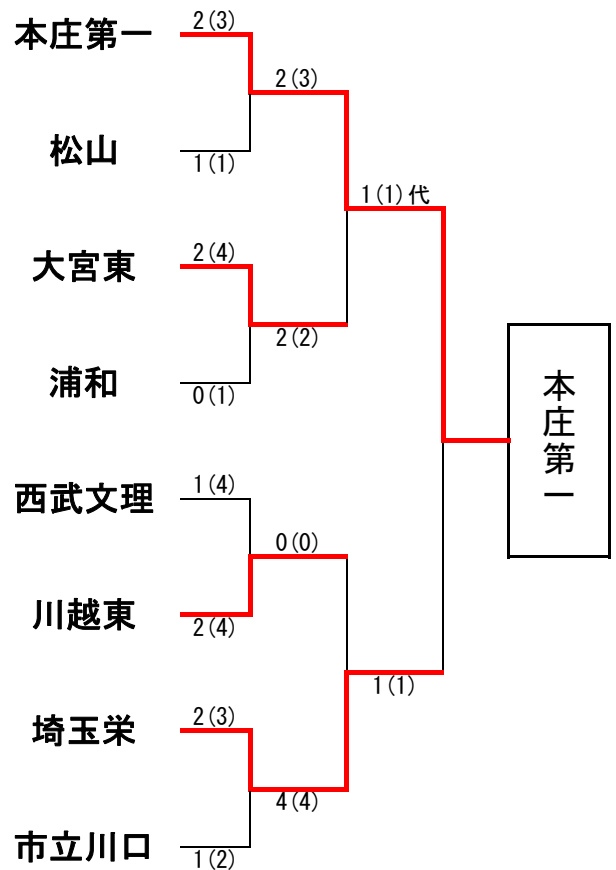 本庄第一
2(3)
2(3)
松山
1(1)
1(1)代
大宮東
2(4)
2(2)
浦和
0(1)
本庄第一
西武文理
1(4)
0(0)
川越東
2(4)
1(1)
埼玉栄
2(3)
4(4)
市立川口
1(2)